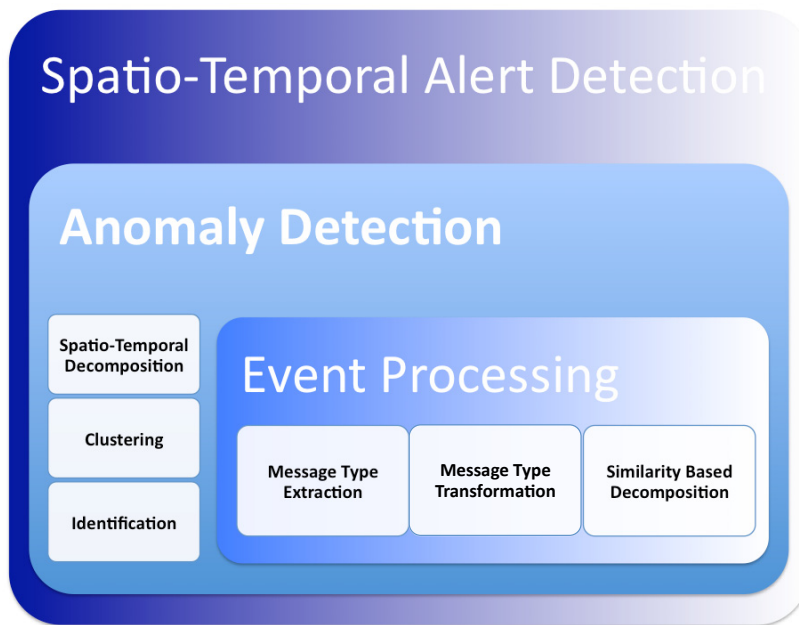 Spatio-Temporal Alert Detection
Anomaly Detection
Spatio-Temporal
Decomposition
Clustering
Identification
Event Processing
Message Type
Extraction
Message Type
Transformation
Similarity Based
Decomposition